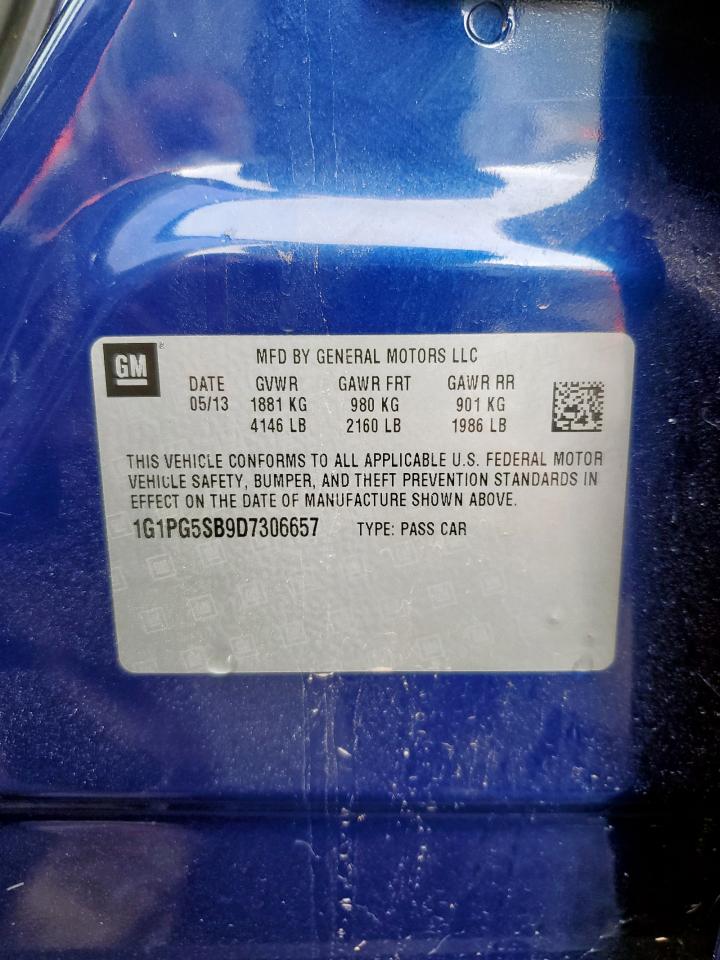 GM
MFD BY GENERAL MOTORS LLC
DATE GVWR GAWR FRT GAWR RR
05/13 1881 KG 980 KG 901 KG
4146 LB 2160 LB 1986 LB
THIS VEHICLE CONFORMS TO ALL APPLICABLE U.S. FEDERAL MOTOR
VEHICLE SAFETY, BUMPER, AND THEFT PREVENTION STANDARDS IN
EFFECT ON THE DATE OF MANUFACTURE SHOWN ABOVE.
1G1PG5SB9D7306657 TYPE: PASS CAR